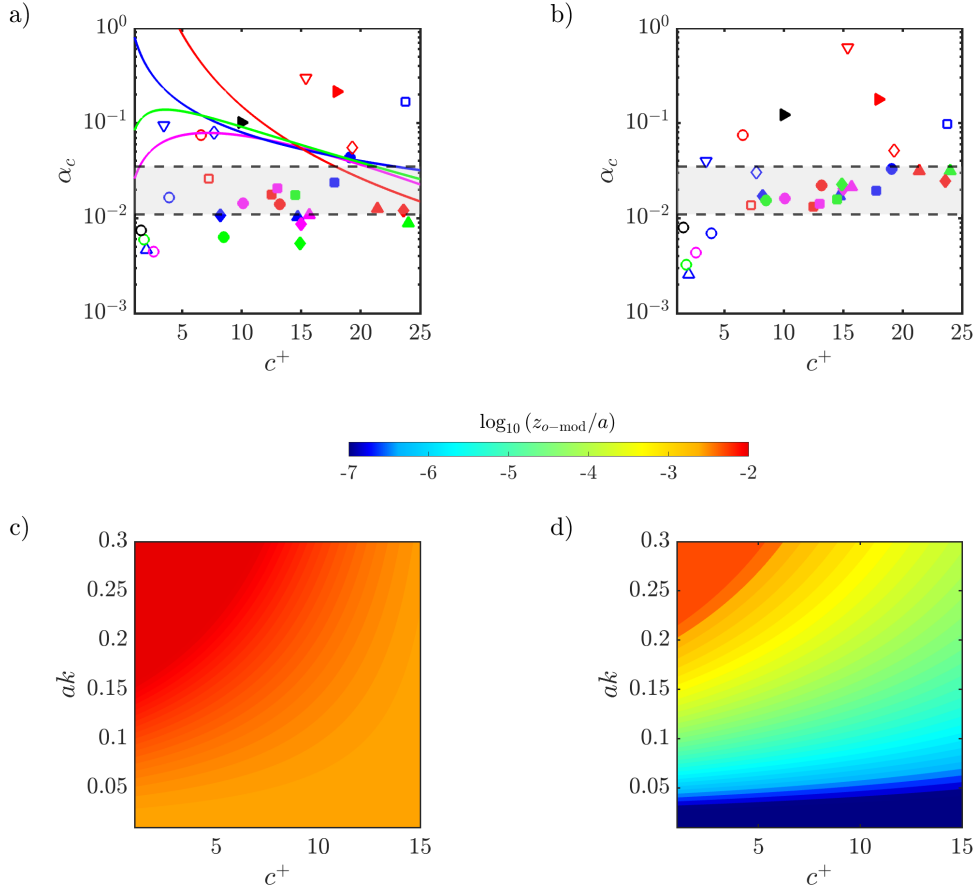 a)
b)
10^0
10^-1
10^-2
10^-3
α_c
5 10 15 20 25
c^+
10^0
10^-1
10^-2
10^-3
α_c
5 10 15 20 25
c^+
log_10 (z_o−mod/a)
-7 -6 -5 -4 -3 -2
c)
d)
0.3
0.25
0.2
0.15
0.1
0.05
ak
5 10 15
c^+
0.3
0.25
0.2
0.15
0.1
0.05
ak
5 10 15
c^+